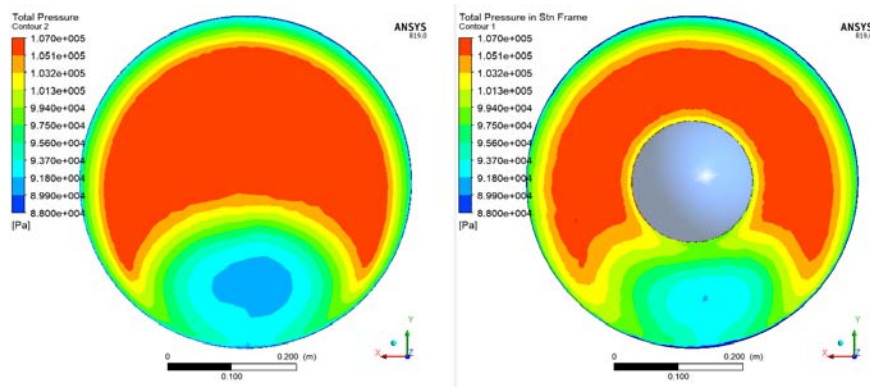 Total Pressure
Contour 2
1.070e+005
1.051e+005
1.032e+005
1.013e+005
9.940e+004
9.750e+004
9.560e+004
9.370e+004
9.180e+004
8.990e+004
8.800e+004
[Pa]
ANSYS
R19.0
Y
X
Z
0
0.200 (m)
0.100
Total Pressure in Stn Frame
Contour 1
1.070e+005
1.051e+005
1.032e+005
1.013e+005
9.940e+004
9.750e+004
9.560e+004
9.370e+004
9.180e+004
8.990e+004
8.800e+004
[Pa]
ANSYS
R19.0
Y
X
Z
0
0.200 (m)
0.100